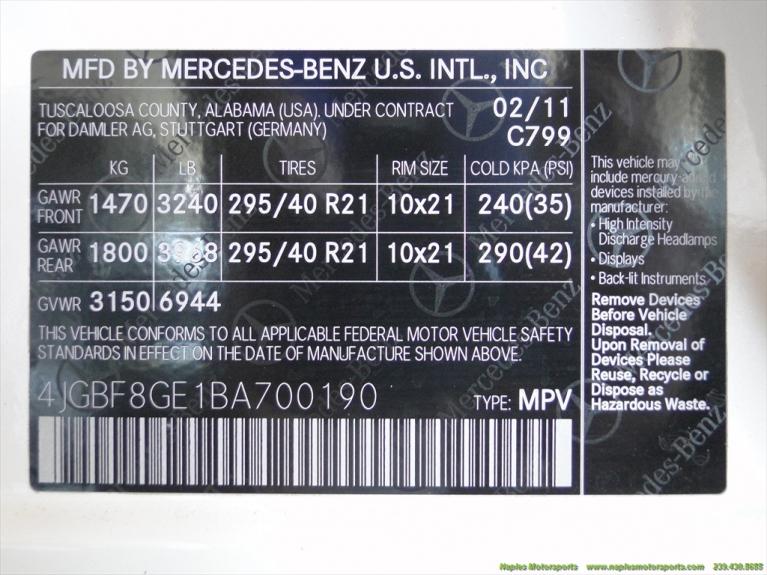 MFD BY MERCEDES-BENZ U.S. INTL., INC
TUSCALOOSA COUNTY, ALABAMA (USA). UNDER CONTRACT
FOR DAIMLER AG, STUTTGART (GERMANY)
02/11
C799
KG LB TIRES RIM SIZE COLD KPA (PSI)
GAWR FRONT 1470 3240 295/40 R21 10x21 240(35)
GAWR REAR 1800 3968 295/40 R21 10x21 290(42)
GVWR 3150 6944
THIS VEHICLE CONFORMS TO ALL APPLICABLE FEDERAL MOTOR VEHICLE SAFETY
STANDARDS IN EFFECT ON THE DATE OF MANUFACTURE SHOWN ABOVE.
4JGBF8GE1BA700190
TYPE: MPV
This vehicle may
include mercury-added
devices installed by the
manufacturer:
• High Intensity
Discharge Headlamps
• Displays
• Back-lit Instruments
Remove Devices
Before Vehicle
Disposal.
Upon Removal of
Devices Please
Reuse, Recycle or
Dispose as
Hazardous Waste.
Mercedes-Benz
Naples Motorsports www.naplesmotorsports.com 239.430.8688